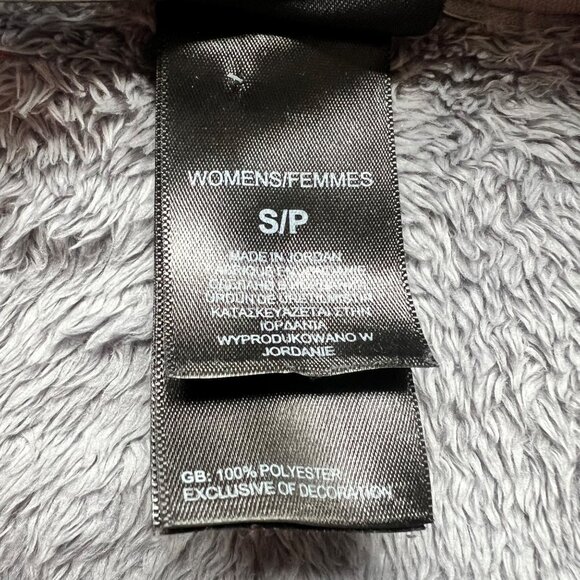 WOMENS/FEMMES
S/P
MADE IN JORDAN
ΚΑΤΑΣΚΕΥΑΖΕΤΑΙ ΣΤΗΝ
ΙΟΡΔΑΝΙΑ
WYPRODUKOWANO W
JORDANIE
GB: 100% POLYESTER
EXCLUSIVE OF DECORATION